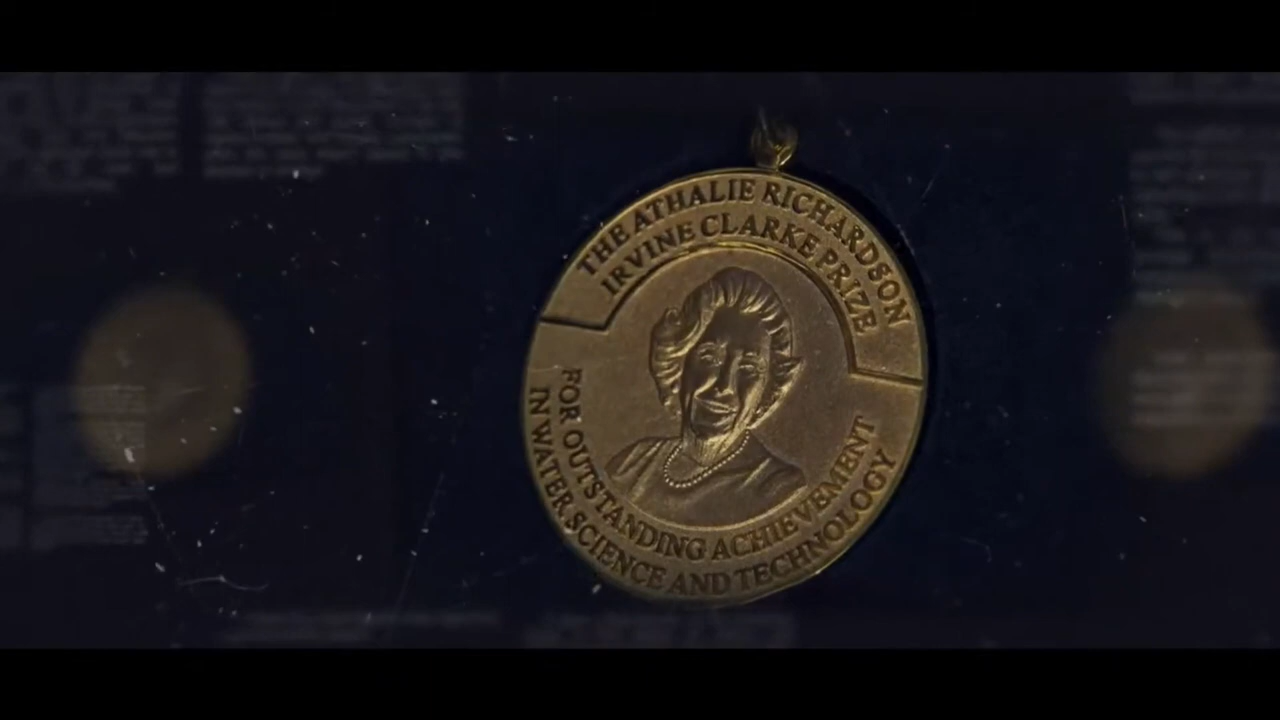 THE ATHALIE RICHARDSON
IRVINE CLARKE PRIZE
FOR OUTSTANDING ACHIEVEMENT
IN WATER SCIENCE AND TECHNOLOGY